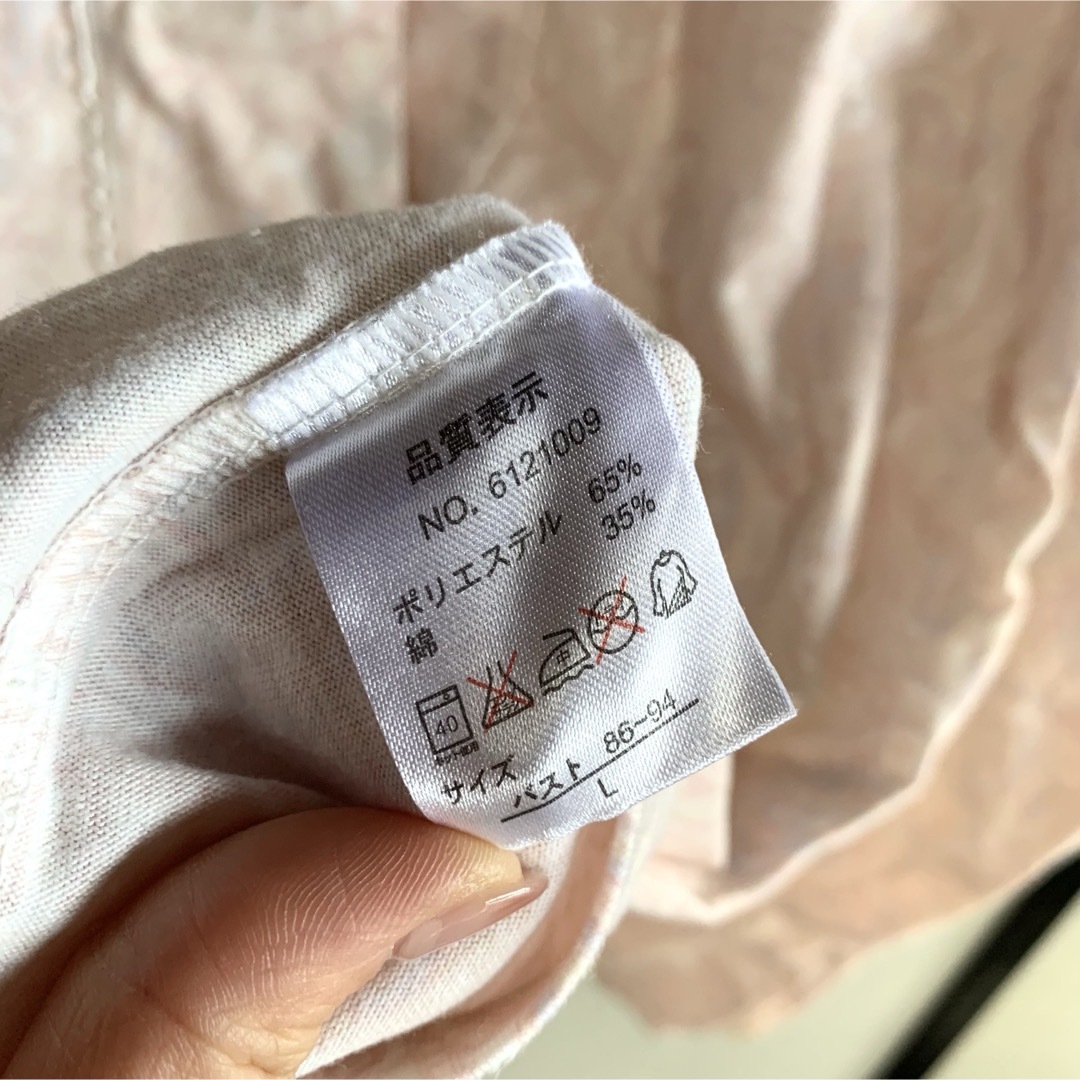 品質表示
NO. 6121009
ポリエステル 65%
綿 35%
40
サイズ
バスト 86~94
L